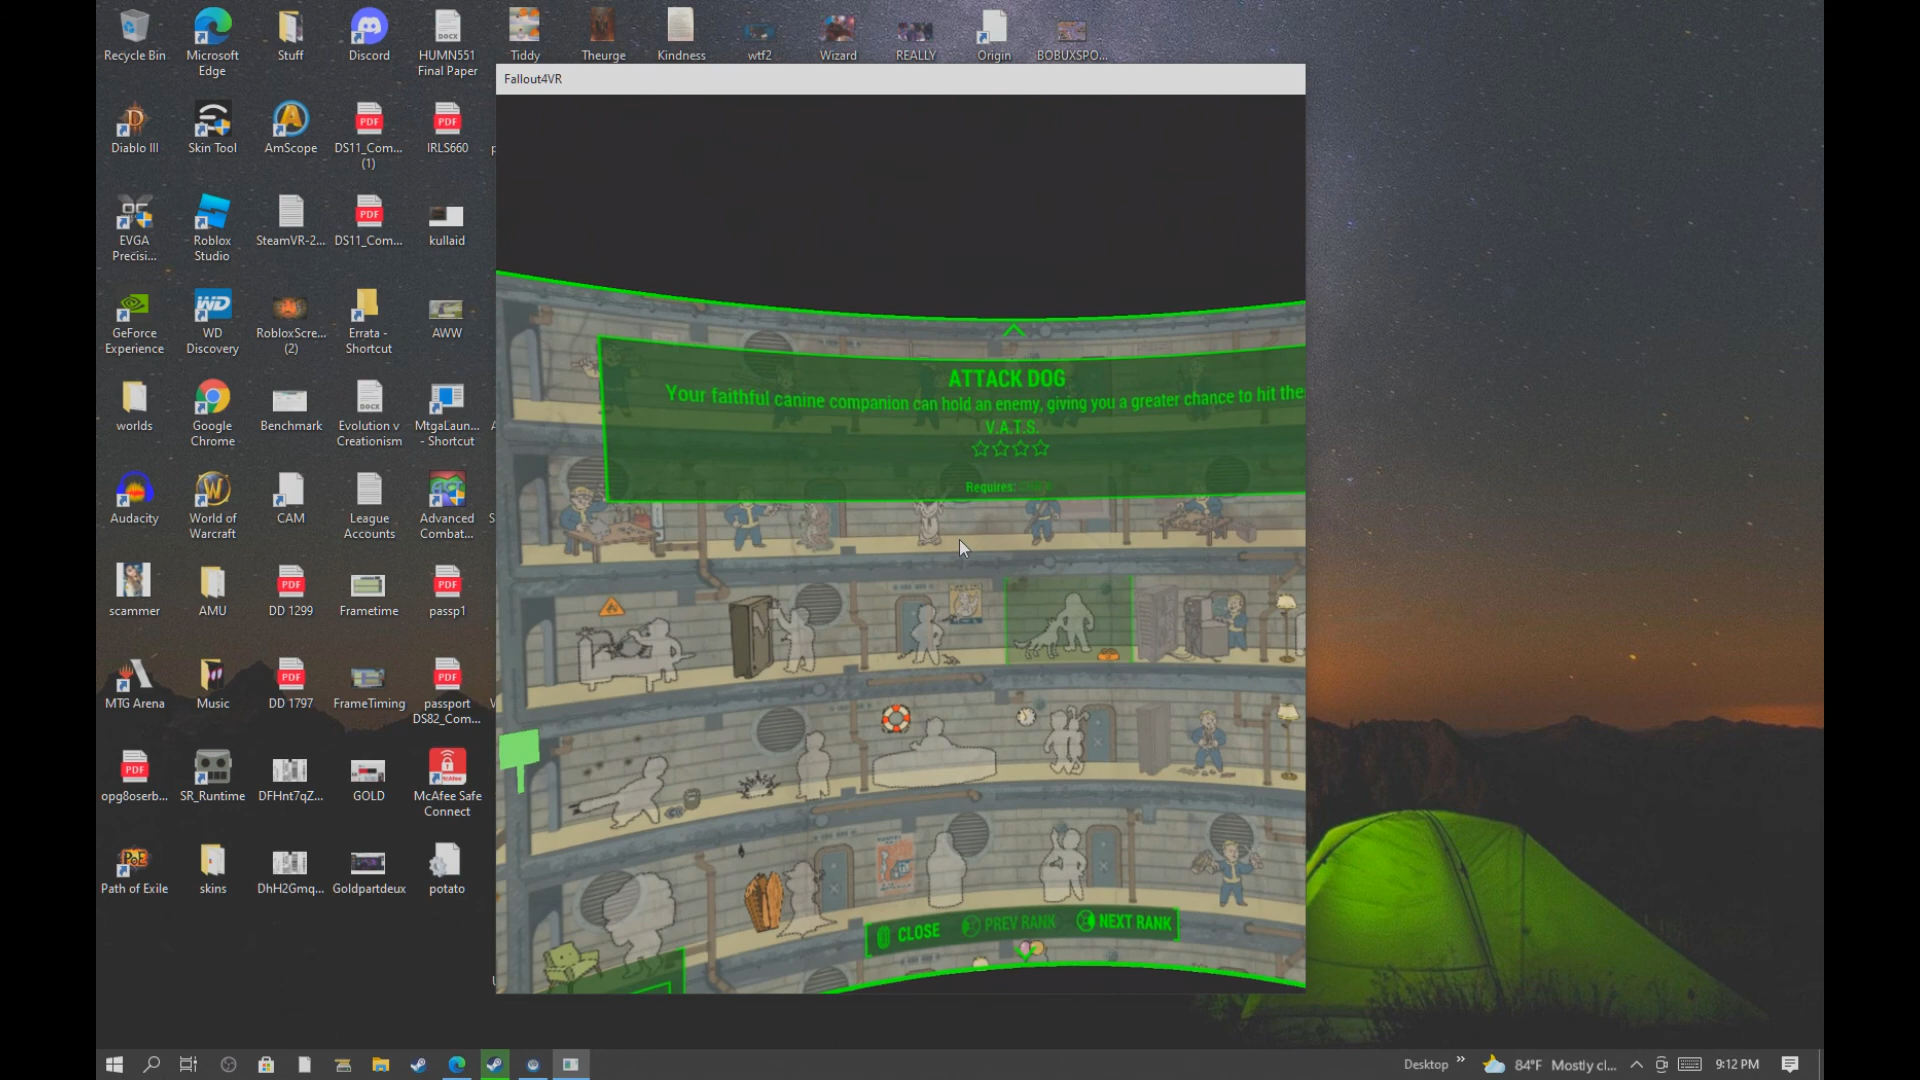 Recycle Bin
Microsoft Edge
Stuff
Discord
HUMN551 Final Paper
Tiddy
Theurge
Kindness
wtf2
Wizard
REALLY
Origin
BOBUXSPO...
Fallout4VR
Diablo III
Skin Tool
AmScope
DS11_Com... (1)
IRLS660
EVGA Precisi...
Roblox Studio
SteamVR-2...
DS11_Com...
kullaid
GeForce Experience
WD Discovery
RobloxScre... (2)
Errata - Shortcut
AWW
ATTACK DOG
Your faithful canine companion can hold an enemy, giving you a greater chance to hit the
V.A.T.S.
Requires:
worlds
Google Chrome
Benchmark
Evolution v Creationism
MtgaLaun... - Shortcut
Audacity
World of Warcraft
CAM
League Accounts
Advanced Combat...
scammer
AMU
DD 1299
Frametime
passp1
MTG Arena
Music
DD 1797
FrameTiming
passport DS82_Com...
opg8oserb...
SR_Runtime
DFHnt7qZ...
GOLD
McAfee Safe Connect
Path of Exile
skins
DhH2Gmq...
Goldpartdeux
potato
CLOSE
PREV RANK
NEXT RANK
Desktop
84°F Mostly cl...
9:12 PM